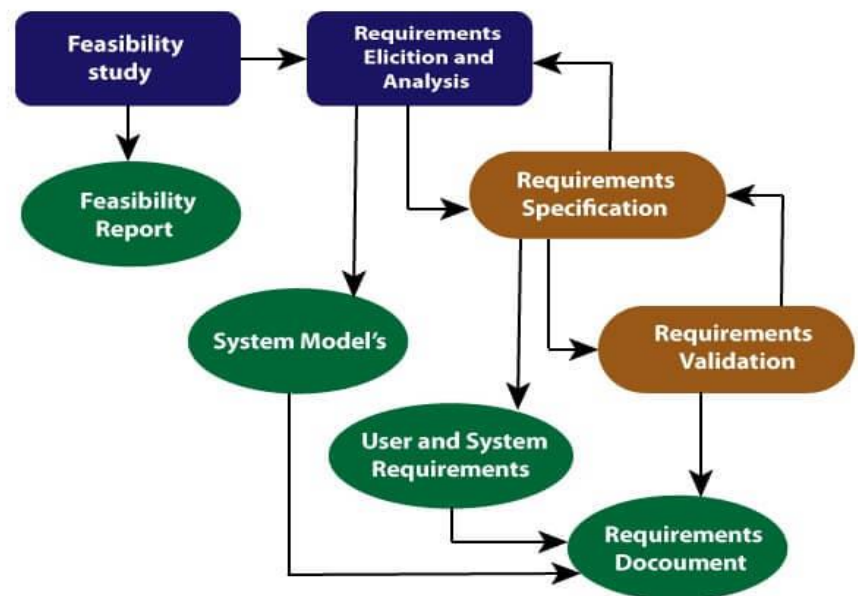 Feasibility
study
Requirements
Elicition and
Analysis
Feasibility
Report
Requirements
Specification
System Model's
Requirements
Validation
User and System
Requirements
Requirements
Docoument